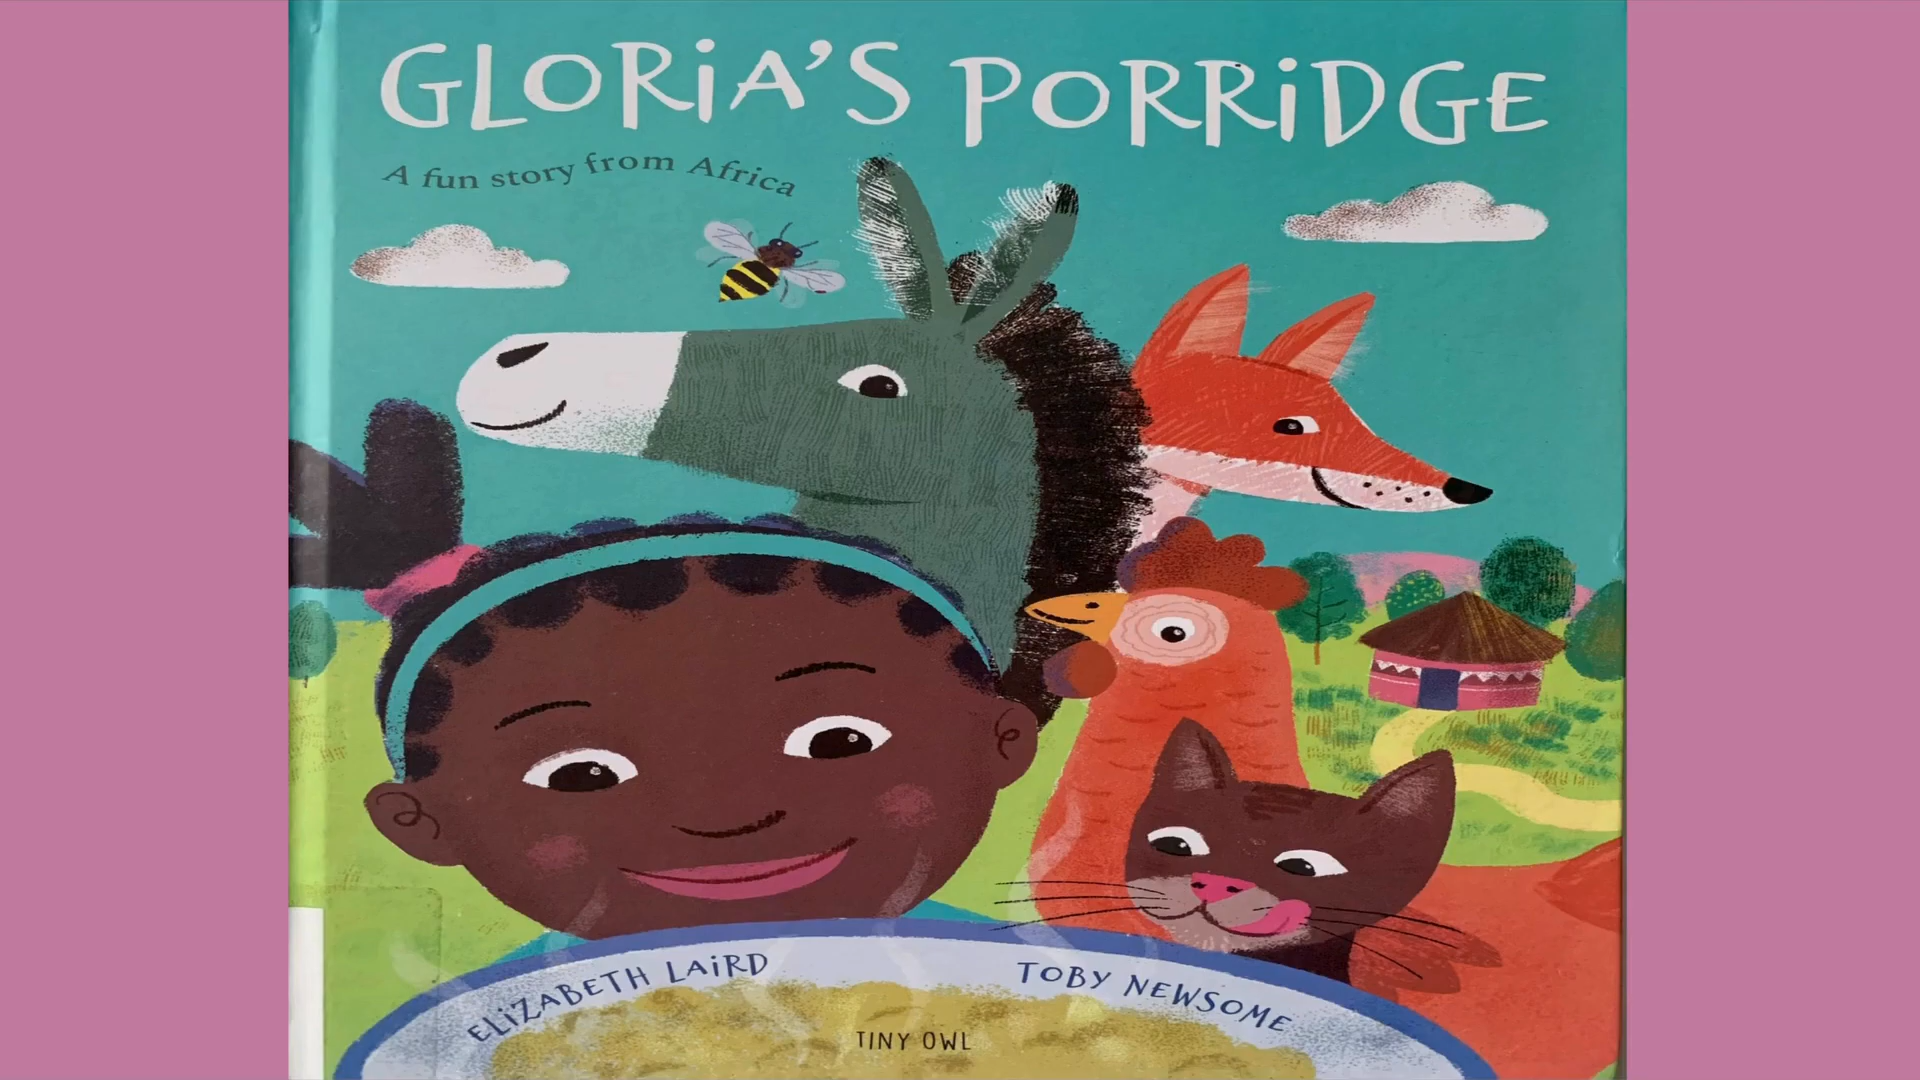 GLORiA'S PORRiDGE
A fun story from Africa
ELiZABETH LAiRD
TOBY NEWSOME
TINY OWL